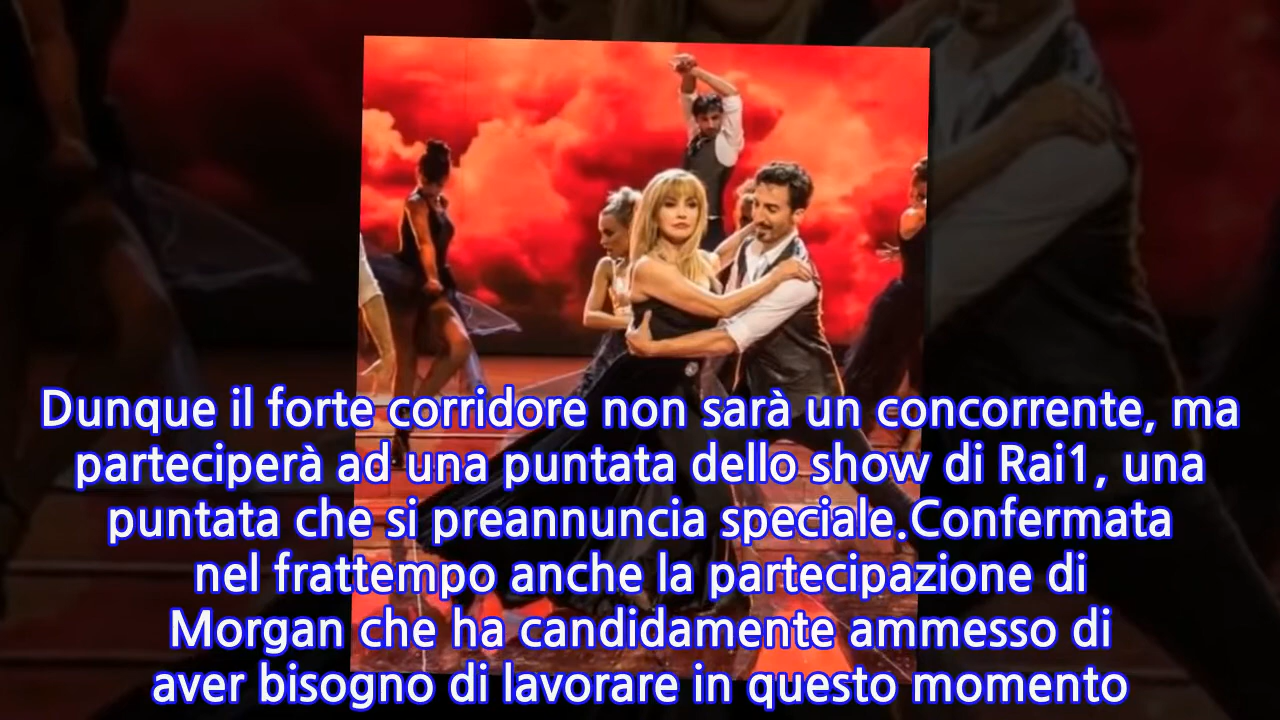 Dunque il forte corridore non sarà un concorrente, ma
parteciperà ad una puntata dello show di Rai1, una
puntata che si preannuncia speciale.Confermata
nel frattempo anche la partecipazione di
Morgan che ha candidamente ammesso di
aver bisogno di lavorare in questo momento